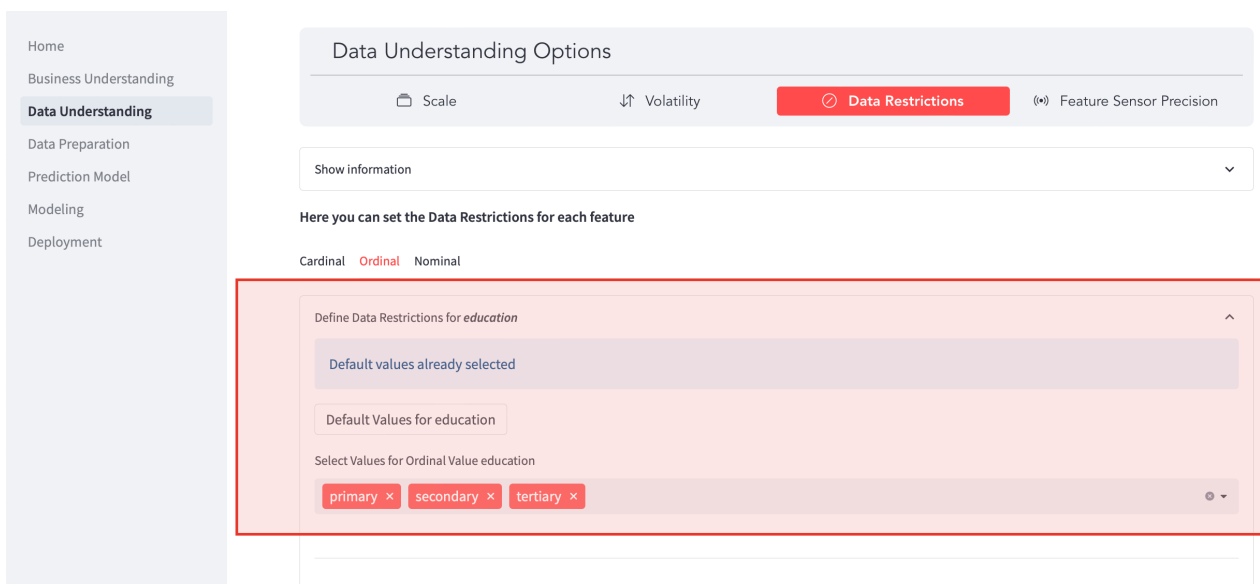 Home
Business Understanding
Data Understanding
Data Preparation
Prediction Model
Modeling
Deployment
Data Understanding Options
Scale
Volatility
Data Restrictions
Feature Sensor Precision
Show information
Here you can set the Data Restrictions for each feature
Cardinal Ordinal Nominal
Define Data Restrictions for education
Default values already selected
Default Values for education
Select Values for Ordinal Value education
primary × secondary × tertiary ×